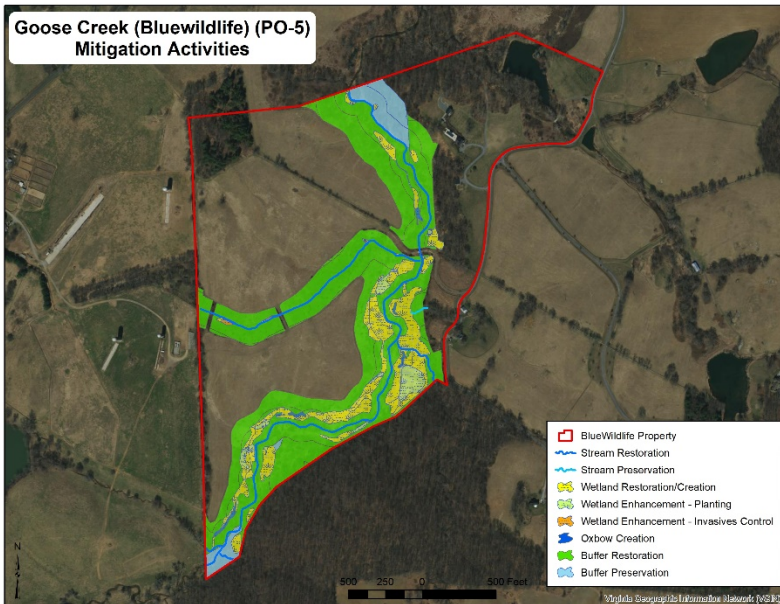 Goose Creek (Bluewildlife) (PO-5)
Mitigation Activities
BlueWildlife Property
Stream Restoration
Stream Preservation
Wetland Restoration/Creation
Wetland Enhancement - Planting
Wetland Enhancement - Invasives Control
Oxbow Creation
Buffer Restoration
Buffer Preservation
N
500 250 0 500 Feet
Virginia Geographic Information Network (VGIN)